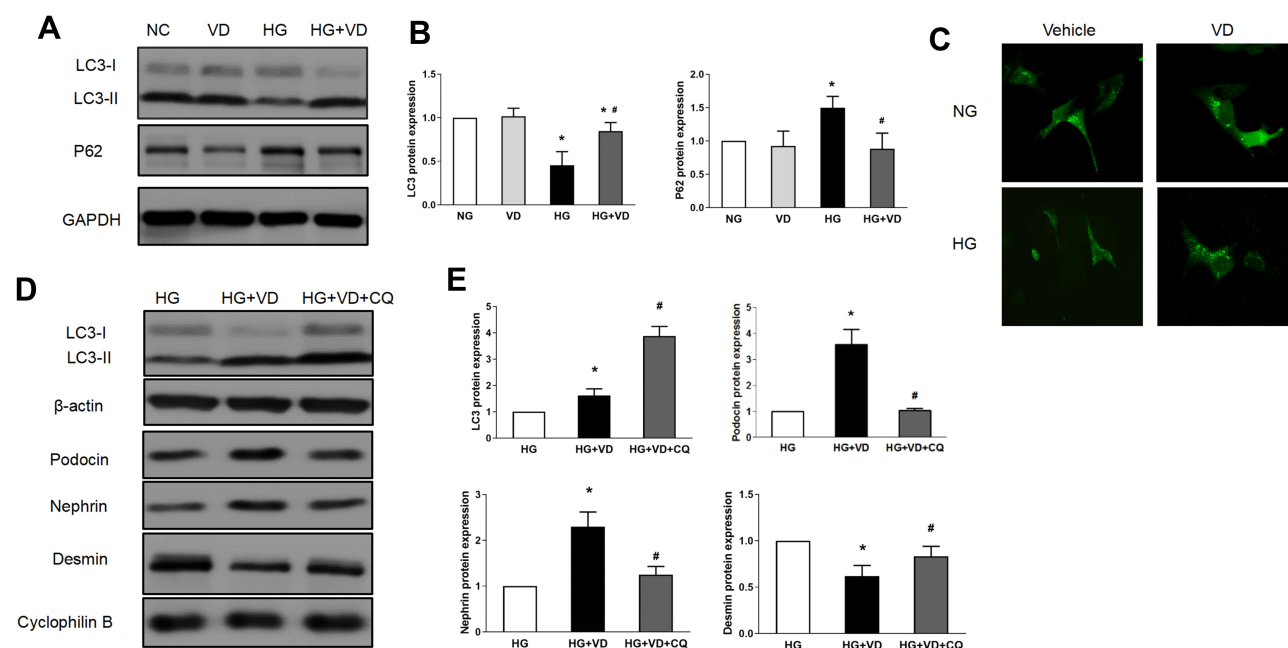 A
NC VD HG HG+VD
LC3-I
LC3-II
P62
GAPDH
B
LC3 protein expression
1.5
1.0
0.5
0.0
* * #
NG VD HG HG+VD
P62 protein expression
2.0
1.5
1.0
0.5
0.0
* #
NG VD HG HG+VD
C
Vehicle VD
NG
HG
D
HG HG+VD HG+VD+CQ
LC3-I
LC3-II
β-actin
Podocin
Nephrin
Desmin
Cyclophilin B
E
LC3 protein expression
5
4
3
2
1
0
* #
HG HG+VD HG+VD+CQ
Podocin protein expression
5
4
3
2
1
0
* #
HG HG+VD HG+VD+CQ
Nephrin protein expression
3
2
1
0
* #
HG HG+VD HG+VD+CQ
Desmin protein expression
1.5
1.0
0.5
0.0
* #
HG HG+VD HG+VD+CQ